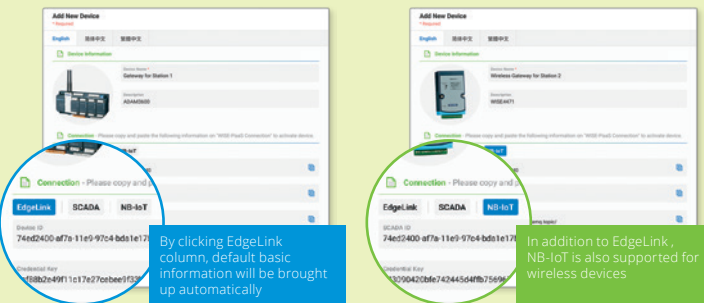 Add New Device
* Required
English 简体中文 繁體中文
Device Information
Device Name *
Gateway for Station 1
Description
ADAM3600
Connection - Please copy and paste the following information on "WISE-PaaS Connection" to activate device.
NB-IoT
Connection - Please copy and p
EdgeLink SCADA NB-IoT
Device ID
74ed2400-af7a-11e9-97c4-bda1e17
Credential Key
By clicking EdgeLink
column, default basic
information will be brought
up automatically
Add New Device
* Required
English 简体中文 繁體中文
Device Information
Device Name *
Wireless Gateway for Station 2
Description
WISE4471
Connection - Please copy and paste the following information on "WISE-PaaS Connection" to activate device.
NB-IoT
Connection - Please copy and p
EdgeLink SCADA NB-IoT
SCADA ID
74ed2400-af7a-11e9-97c4-bda1e17
Credential Key
In addition to EdgeLink ,
NB-IoT is also supported for
wireless devices